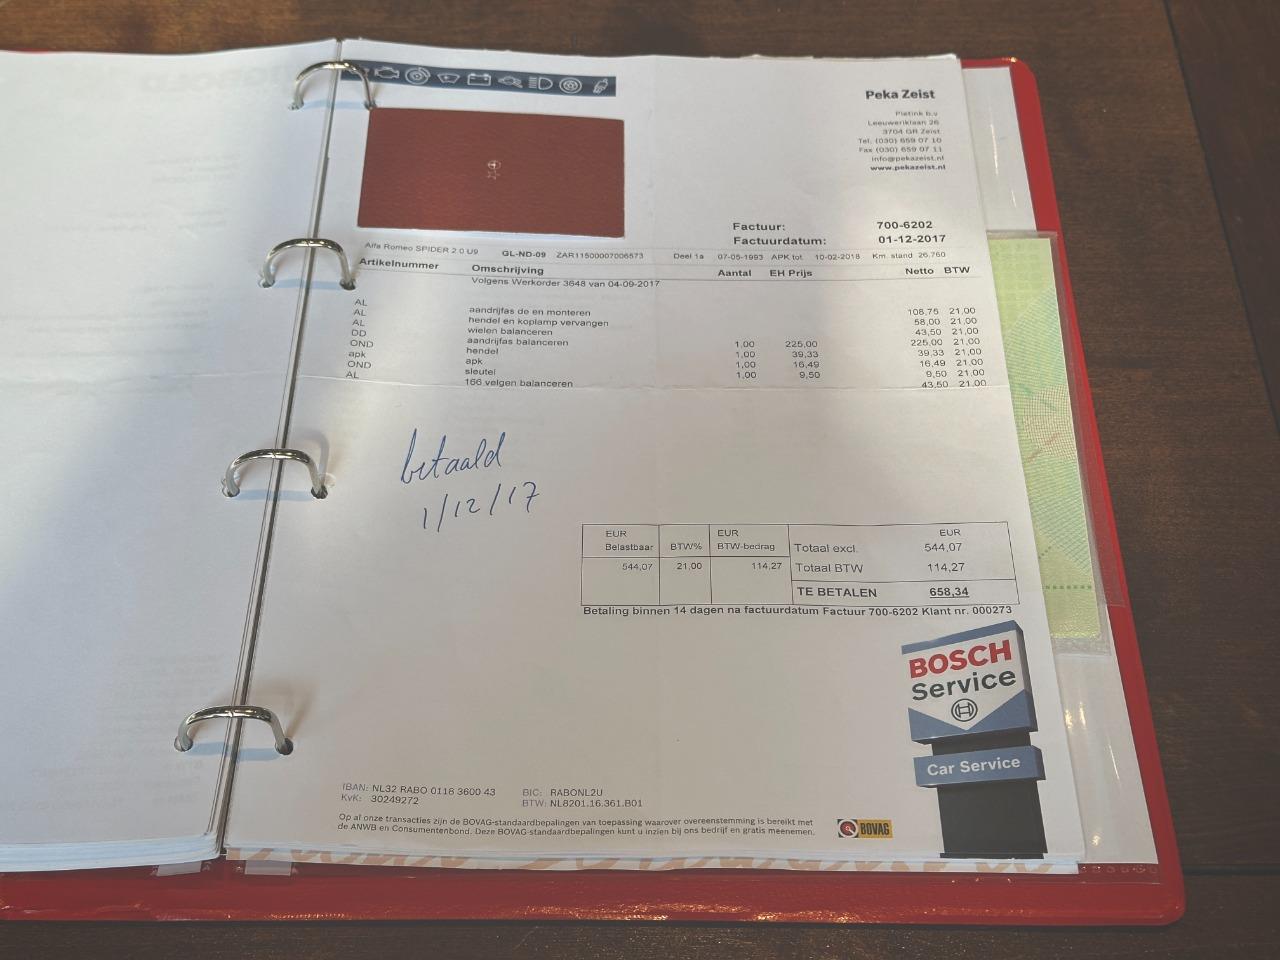 Peka Zeist
Pietink b.v
Leeuweriklaan 26
3704 GR Zeist
Tel. (030) 659 07 10
Fax (030) 659 07 11
info@pekazeist.nl
www.pekazeist.nl
Factuur: 700-6202
Factuurdatum: 01-12-2017
Alfa Romeo SPIDER 2.0 U9 GL-ND-09 ZAR11500007006573 Deel 1a 07-05-1993 APK tot 10-02-2018 Km. stand 26.760
Artikelnummer Omschrijving Aantal EH Prijs Netto BTW
Volgens Werkorder 3648 van 04-09-2017
AL aandrijfas de en monteren 108,75 21,00
AL hendel en koplamp vervangen 58,00 21,00
AL wielen balanceren 43,50 21,00
DD aandrijfas balanceren 1,00 225,00 225,00 21,00
OND hendel 1,00 39,33 39,33 21,00
apk apk 1,00 16,49 16,49 21,00
OND sleutel 1,00 9,50 9,50 21,00
AL 166 velgen balanceren 43,50 21,00
betaald
1/12/17
EUR EUR EUR
Belastbaar BTW% BTW-bedrag Totaal excl. 544,07
544,07 21,00 114,27 Totaal BTW 114,27
TE BETALEN 658,34
Betaling binnen 14 dagen na factuurdatum Factuur 700-6202 Klant nr. 000273
BOSCH
Service
Car Service
IBAN: NL32 RABO 0118 3600 43 BIC: RABONL2U
KvK: 30249272 BTW: NL8201.16.361.B01
Op al onze transacties zijn de BOVAG-standaardbepalingen van toepassing waarover overeenstemming is bereikt met
de ANWB en Consumentenbond. Deze BOVAG-standaardbepalingen kunt u inzien bij ons bedrijf en gratis meenemen.
BOVAG